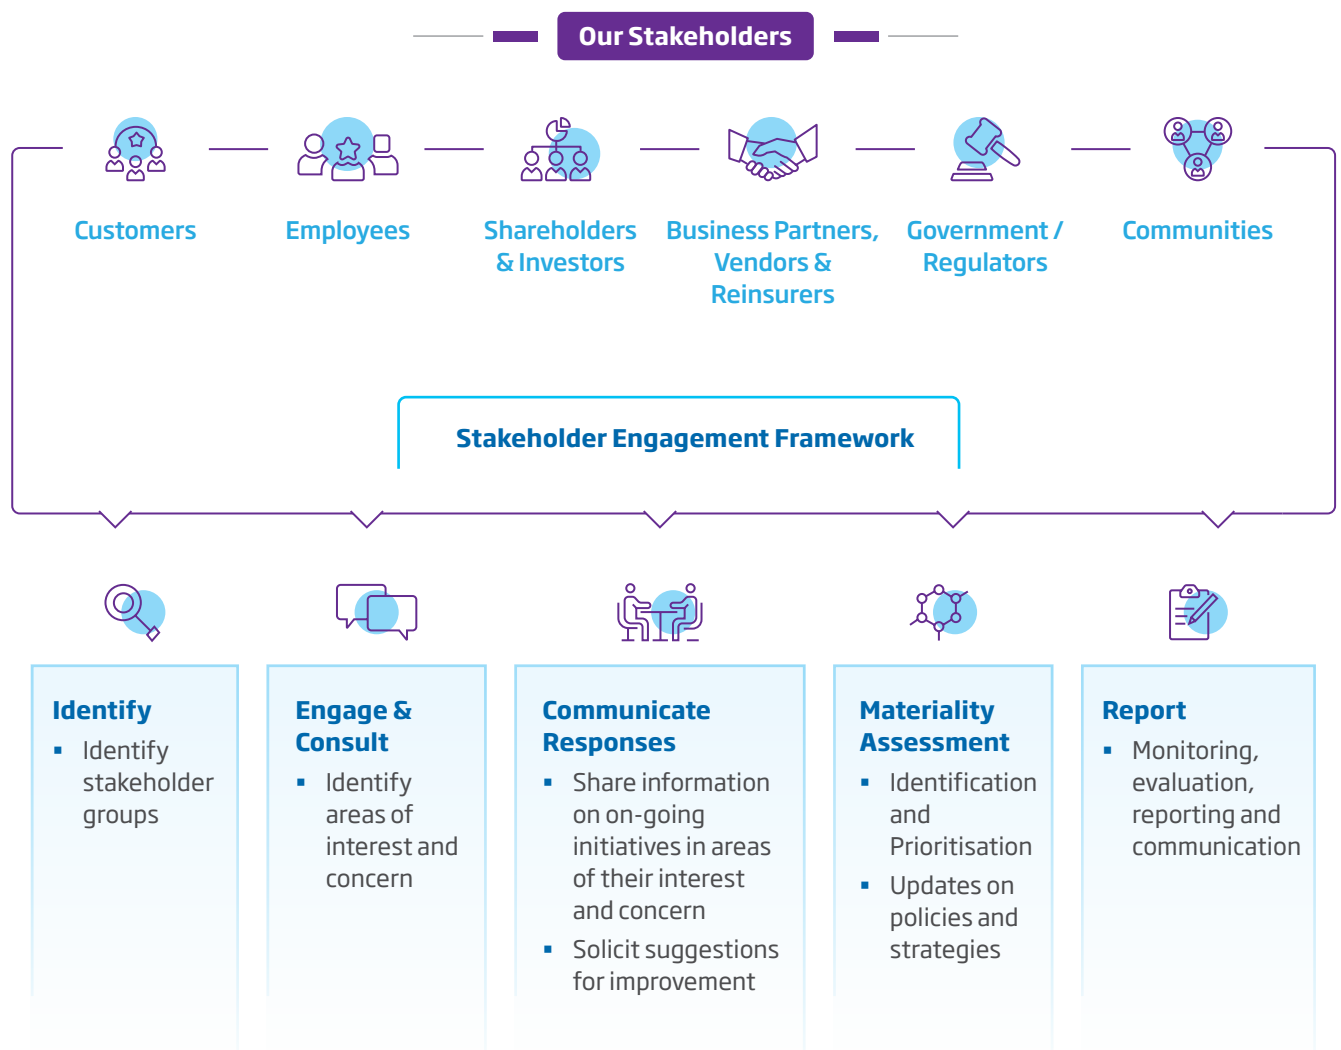 Our Stakeholders
Customers
Employees
Shareholders
& Investors
Business Partners,
Vendors &
Reinsurers
Government /
Regulators
Communities
Stakeholder Engagement Framework
Identify
▪ Identify
stakeholder
groups
Engage &
Consult
▪ Identify
areas of
interest and
concern
Communicate
Responses
▪ Share information
on on-going
initiatives in areas
of their interest
and concern
▪ Solicit suggestions
for improvement
Materiality
Assessment
▪ Identification
and
Prioritisation
▪ Updates on
policies and
strategies
Report
▪ Monitoring,
evaluation,
reporting and
communication